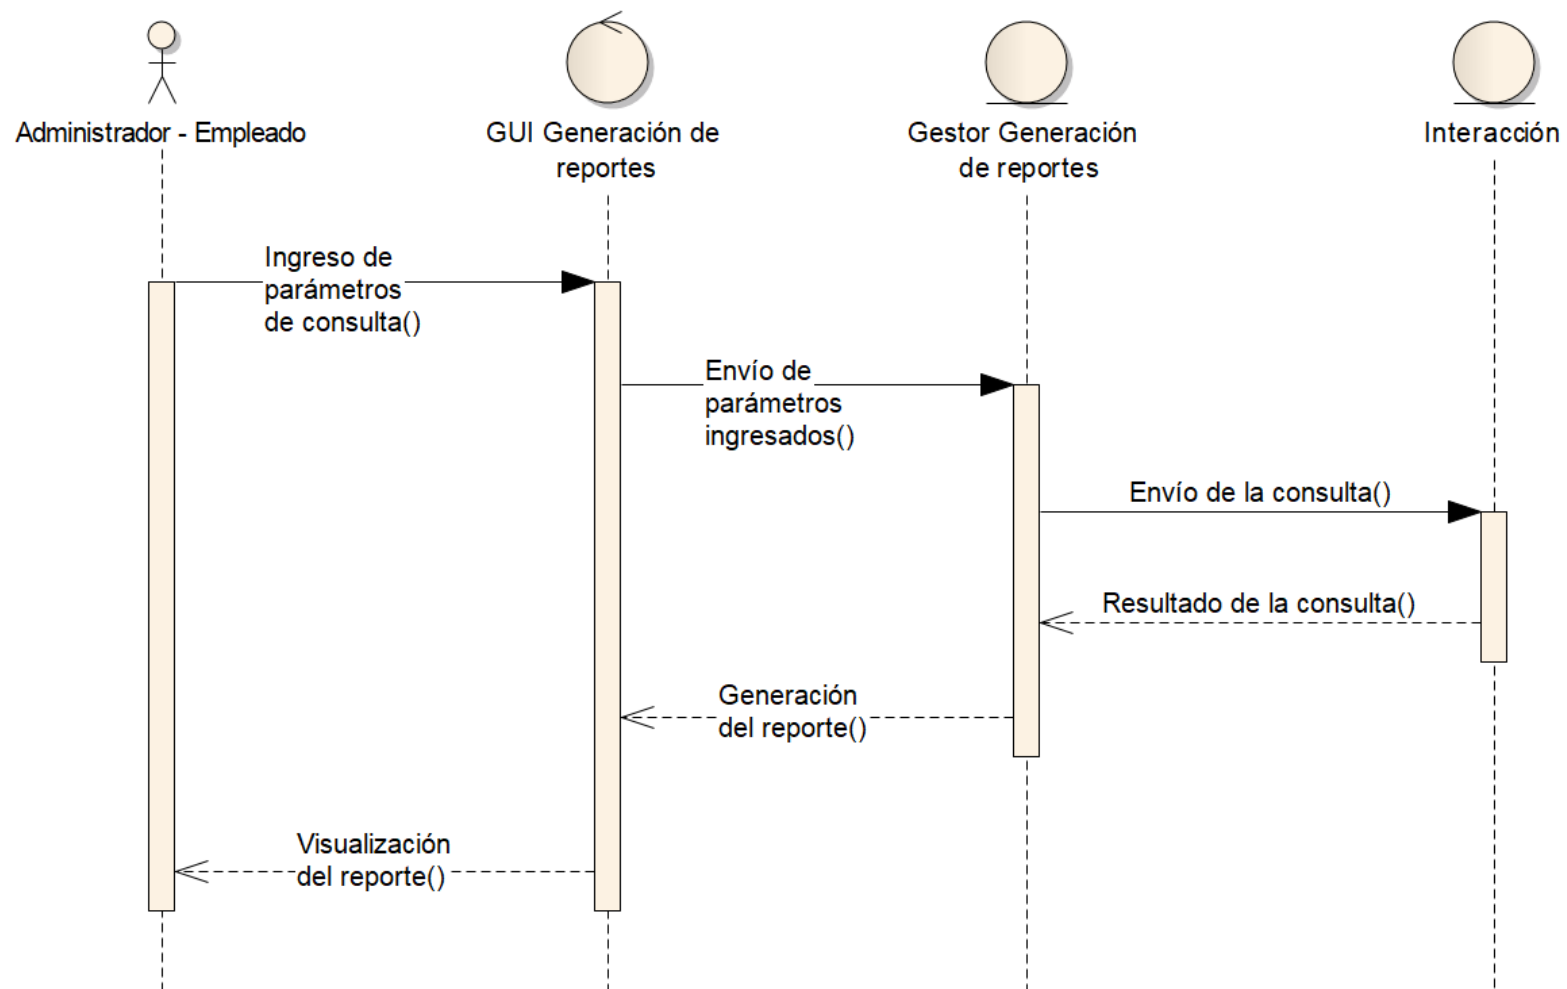 Administrador - Empleado
GUI Generación de
reportes
Gestor Generación
de reportes
Interacción
Ingreso de
parámetros
de consulta()
Envío de
parámetros
ingresados()
Envío de la consulta()
Resultado de la consulta()
Generación
del reporte()
Visualización
del reporte()